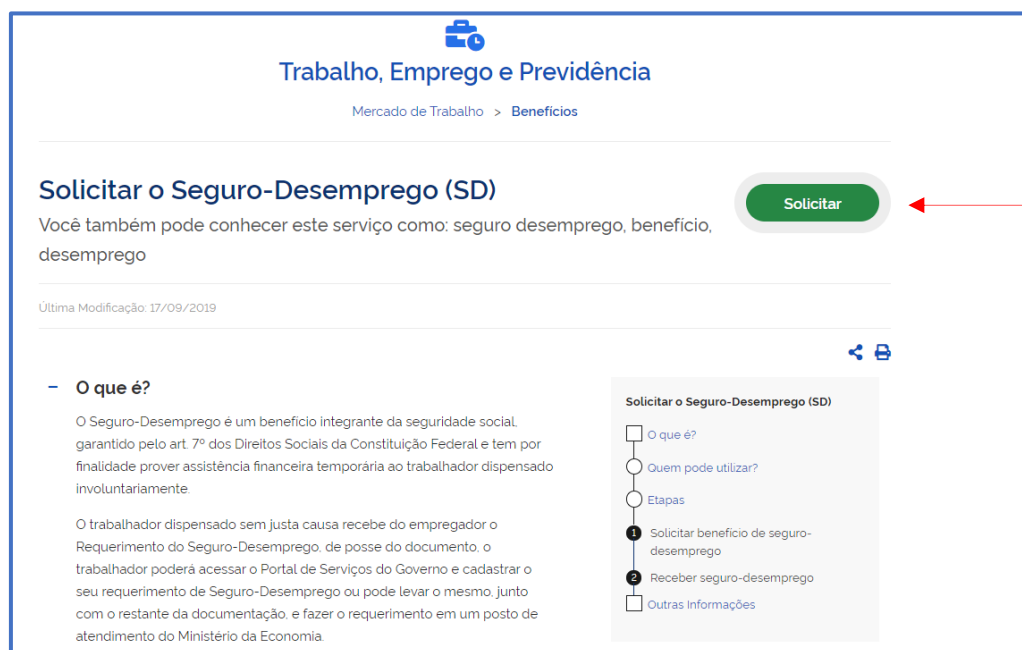 Trabalho, Emprego e Previdência
Mercado de Trabalho > Benefícios
Solicitar o Seguro-Desemprego (SD)
Solicitar
Você também pode conhecer este serviço como: seguro desemprego, benefício,
desemprego
Última Modificação: 17/09/2019
− O que é?
O Seguro-Desemprego é um benefício integrante da seguridade social,
garantido pelo art. 7º dos Direitos Sociais da Constituição Federal e tem por
finalidade prover assistência financeira temporária ao trabalhador dispensado
involuntariamente.
O trabalhador dispensado sem justa causa recebe do empregador o
Requerimento do Seguro-Desemprego, de posse do documento, o
trabalhador poderá acessar o Portal de Serviços do Governo e cadastrar o
seu requerimento de Seguro-Desemprego ou pode levar o mesmo, junto
com o restante da documentação, e fazer o requerimento em um posto de
atendimento do Ministério da Economia.
Solicitar o Seguro-Desemprego (SD)
O que é?
Quem pode utilizar?
Etapas
1 Solicitar benefício de seguro-
desemprego
2 Receber seguro-desemprego
Outras Informações